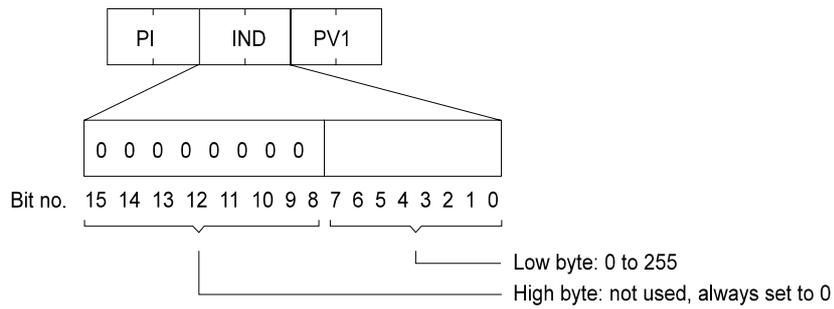 PI IND PV1
0 0 0 0 0 0 0 0
Bit no. 15 14 13 12 11 10 9 8 7 6 5 4 3 2 1 0
Low byte: 0 to 255
High byte: not used, always set to 0